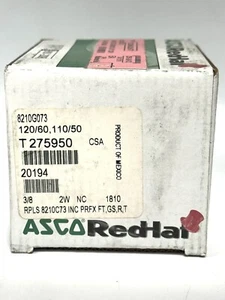 8210G073
120/60,110/50
T 275950 CSA
PRODUCT OF MEXICO
20194
3/8 2W NC 1810
RPLS 8210C73 INC PRFX FT,GS,R,T
ASCO RedHat